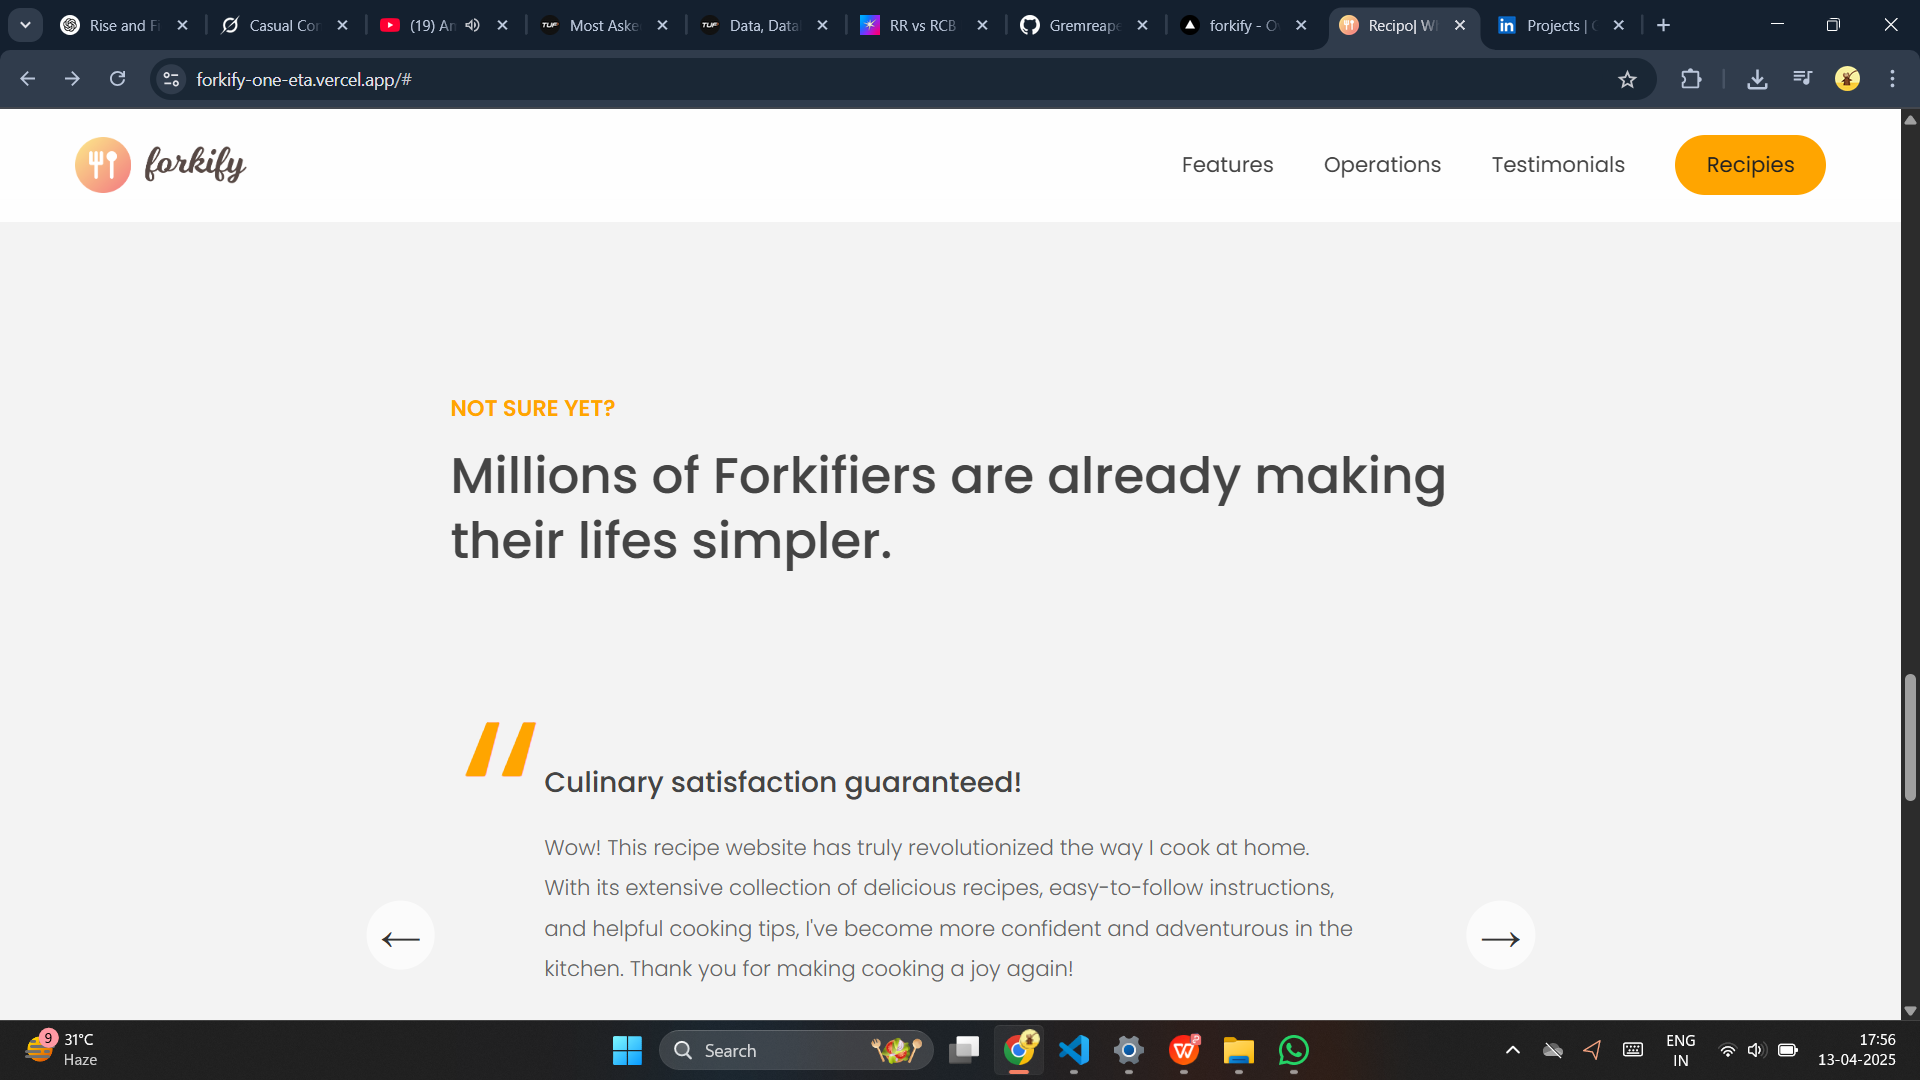 Rise and Fi
Casual Con
(19) An
Most Aske
Data, Data
RR vs RCB
Gremreape
forkify - Ov
Recipo| Wh
Projects | C
forkify-one-eta.vercel.app/#
forkify
Features
Operations
Testimonials
Recipies
NOT SURE YET?
Millions of Forkifiers are already making
their lifes simpler.
Culinary satisfaction guaranteed!
Wow! This recipe website has truly revolutionized the way I cook at home.
With its extensive collection of delicious recipes, easy-to-follow instructions,
and helpful cooking tips, I've become more confident and adventurous in the
kitchen. Thank you for making cooking a joy again!
9
31°C
Haze
Search
ENG
IN
17:56
13-04-2025